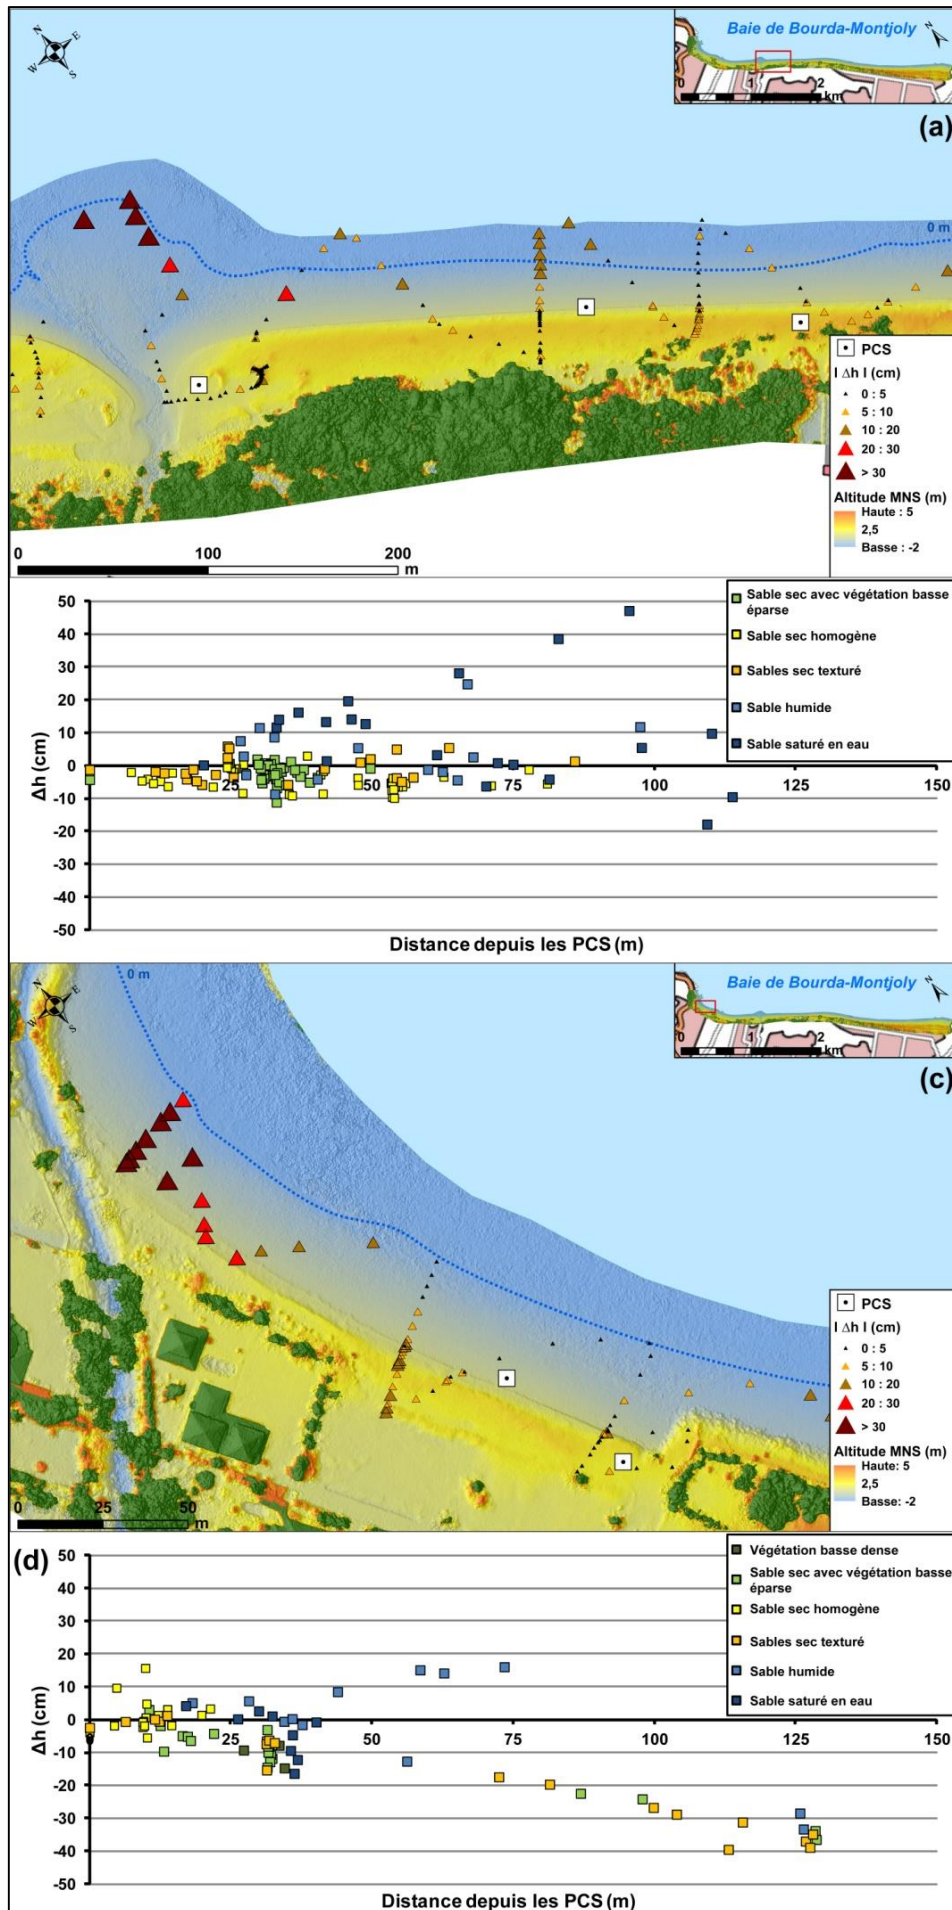 Baie de Bourda-Montjoly
N
0 1 2
km
(a)
N
E
W
S
0 m
PCS
I Δh I (cm)
0 : 5
5 : 10
10 : 20
20 : 30
> 30
Altitude MNS (m)
Haute : 5
2,5
Basse : -2
0 100 200
m
50
40
30
20
10
0
-10
-20
-30
-40
-50
Δh (cm)
25 50 75 100 125 150
Distance depuis les PCS (m)
Sable sec avec végétation basse
éparse
Sable sec homogène
Sables sec texturé
Sable humide
Sable saturé en eau
Baie de Bourda-Montjoly
N
0 1 2
km
(c)
N
E
W
S
0 m
PCS
I Δh I (cm)
0 : 5
5 : 10
10 : 20
20 : 30
> 30
Altitude MNS (m)
Haute: 5
2,5
Basse: -2
0 25 50
m
(d)
50
40
30
20
10
0
-10
-20
-30
-40
-50
Δh (cm)
0 25 50 75 100 125 150
Distance depuis les PCS (m)
Végétation basse dense
Sable sec avec végétation basse
éparse
Sable sec homogène
Sables sec texturé
Sable humide
Sable saturé en eau